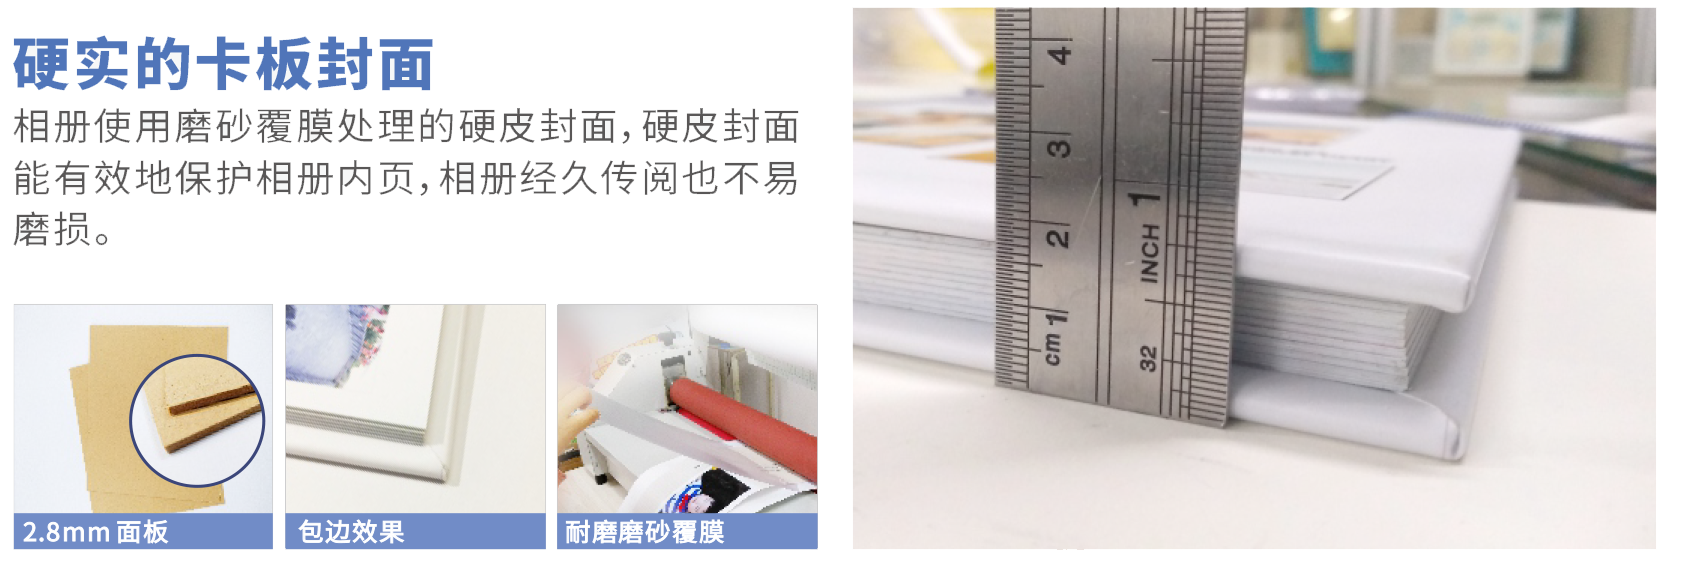 硬实的卡板封面
相册使用磨砂覆膜处理的硬皮封面，硬皮封面
能有效地保护相册内页，相册经久传阅也不易
磨损。
2.8mm 面板
包边效果
耐磨磨砂覆膜
4
3
2
1
cm
1
INCH
32